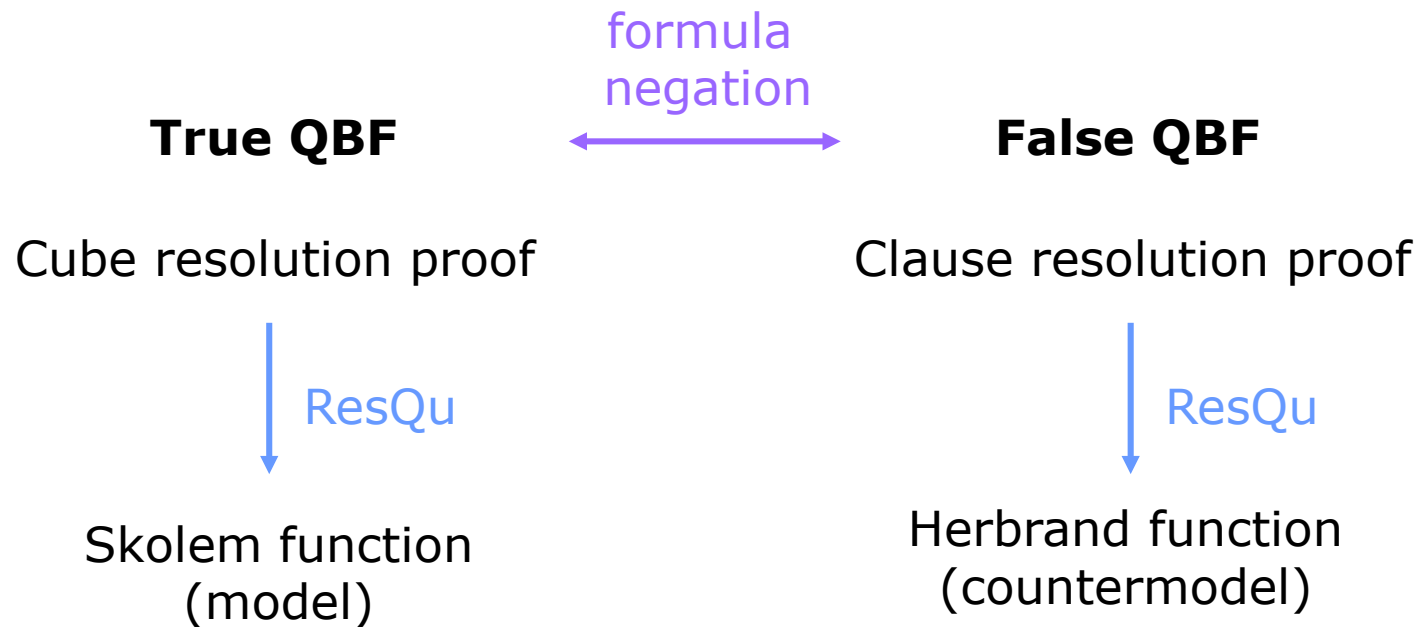 formula
negation
True QBF
False QBF
Cube resolution proof
Clause resolution proof
ResQu
ResQu
Skolem function
(model)
Herbrand function
(countermodel)